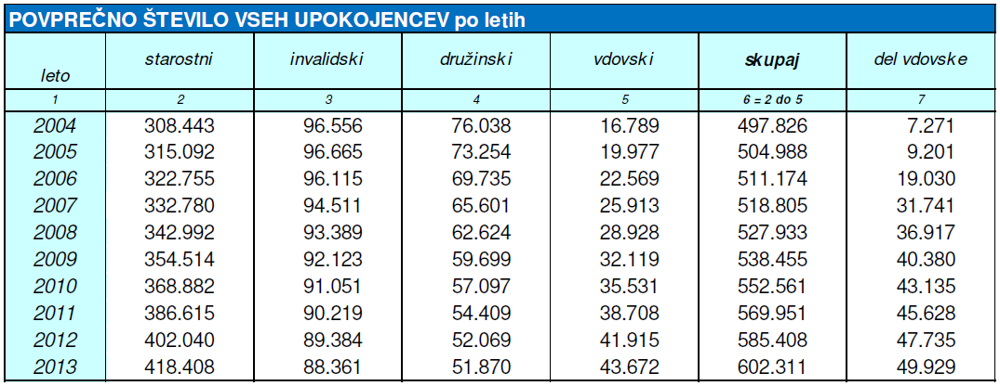 POVPREČNO ŠTEVILO VSEH UPOKOJENCEV po letih
leto starostni invalidski družinski vdovski skupaj del vdovske
1 2 3 4 5 6 = 2 do 5 7
2004 308.443 96.556 76.038 16.789 497.826 7.271
2005 315.092 96.665 73.254 19.977 504.988 9.201
2006 322.755 96.115 69.735 22.569 511.174 19.030
2007 332.780 94.511 65.601 25.913 518.805 31.741
2008 342.992 93.389 62.624 28.928 527.933 36.917
2009 354.514 92.123 59.699 32.119 538.455 40.380
2010 368.882 91.051 57.097 35.531 552.561 43.135
2011 386.615 90.219 54.409 38.708 569.951 45.628
2012 402.040 89.384 52.069 41.915 585.408 47.735
2013 418.408 88.361 51.870 43.672 602.311 49.929